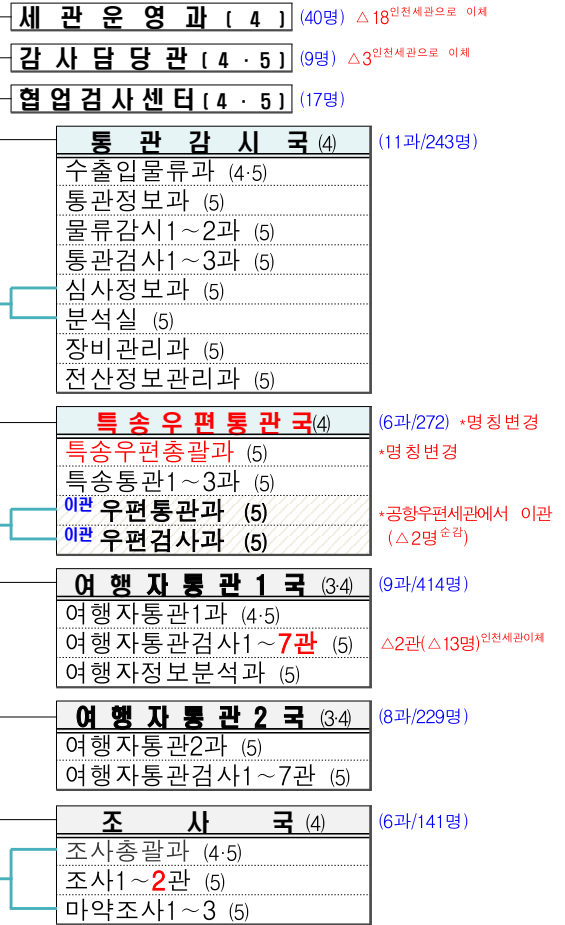 세 관 운 영 과 ( 4 ) (40명) △18인천세관으로 이체
감 사 담 당 관 ( 4 · 5 ) (9명) △3인천세관으로 이체
협 업 검 사 센 터 ( 4 · 5 ) (17명)
통 관 감 시 국 (4) (11과/243명)
수출입물류과 (4·5)
통관정보과 (5)
물류감시1~2과 (5)
통관검사1~3과 (5)
심사정보과 (5)
분석실 (5)
장비관리과 (5)
전산정보관리과 (5)
특 송 우 편 통 관 국(4) (6과/272) *명칭변경
특송우편총괄과 (5) *명칭변경
특송통관1~3과 (5)
이관 우편통관과 (5) *공항우편세관에서 이관
이관 우편검사과 (5) (△2명순감)
여 행 자 통 관 1 국 (3·4) (9과/414명)
여행자통관1과 (4·5)
여행자통관검사1~7관 (5) △2관(△13명)인천세관이체
여행자정보분석과 (5)
여 행 자 통 관 2 국 (3·4) (8과/229명)
여행자통관2과 (5)
여행자통관검사1~7관 (5)
조 사 국 (4) (6과/141명)
조사총괄과 (4·5)
조사1~2관 (5)
마약조사1~3 (5)